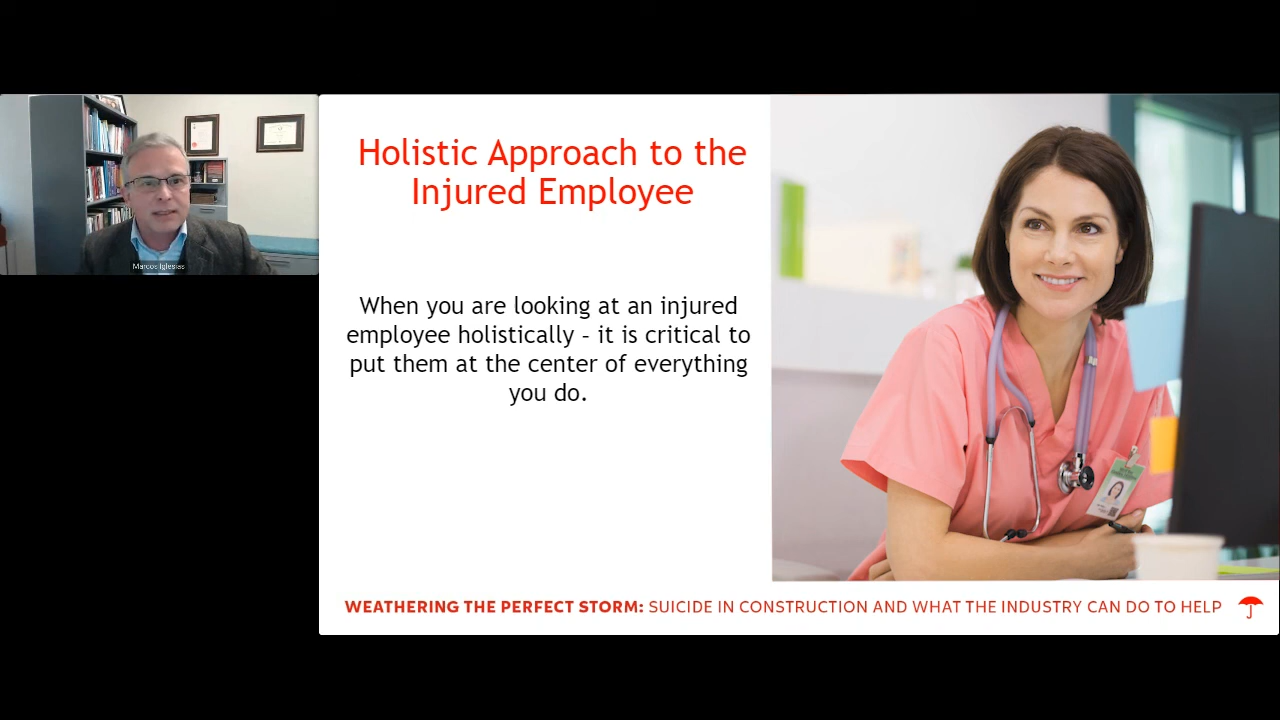 Marcos Iglesias
Holistic Approach to the
Injured Employee
When you are looking at an injured
employee holistically – it is critical to
put them at the center of everything
you do.
WEATHERING THE PERFECT STORM: SUICIDE IN CONSTRUCTION AND WHAT THE INDUSTRY CAN DO TO HELP